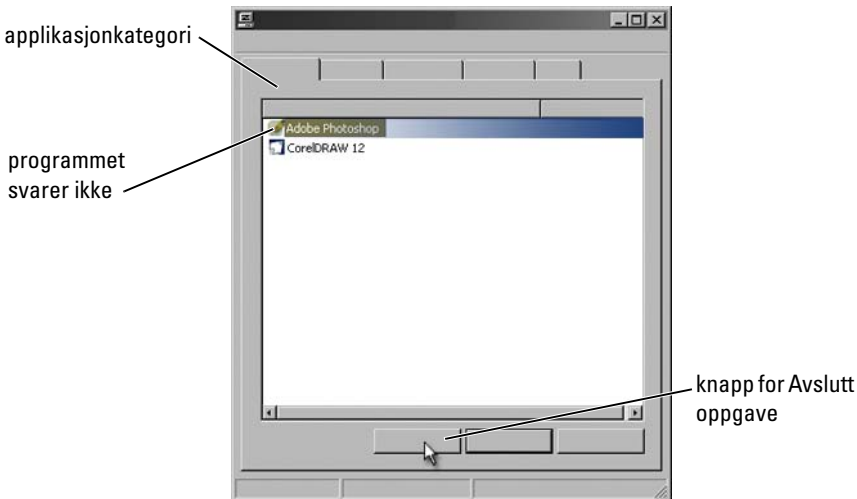 applikasjonkategori
Adobe Photoshop
CorelDRAW 12
programmet
svarer ikke
knapp for Avslutt
oppgave